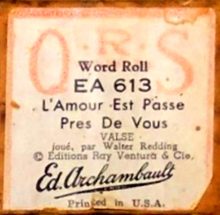 QRS
Word Roll
EA 613
L'Amour Est Passe
Pres De Vous
VALSE
joué, par Walter Redding
© Editions Ray Ventura & Cie.
Ed. Archambault
Printed in U.S.A.